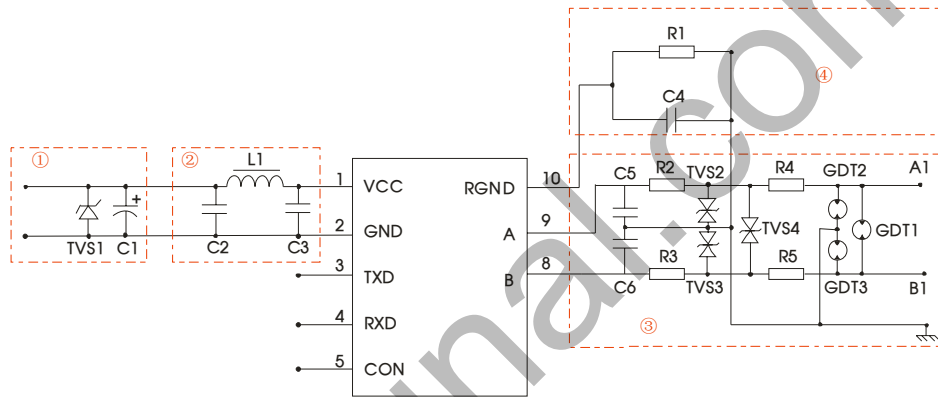 R1
④
C4
①
②
L1
1
VCC
RGND
10
C5
R2
TVS2
R4
GDT2
A1
+
2
GND
A
9
TVS4
GDT1
TVS1
C1
C2
C3
3
TXD
B
8
C6
R3
TVS3
R5
GDT3
B1
4
RXD
③
5
CON
inal.com